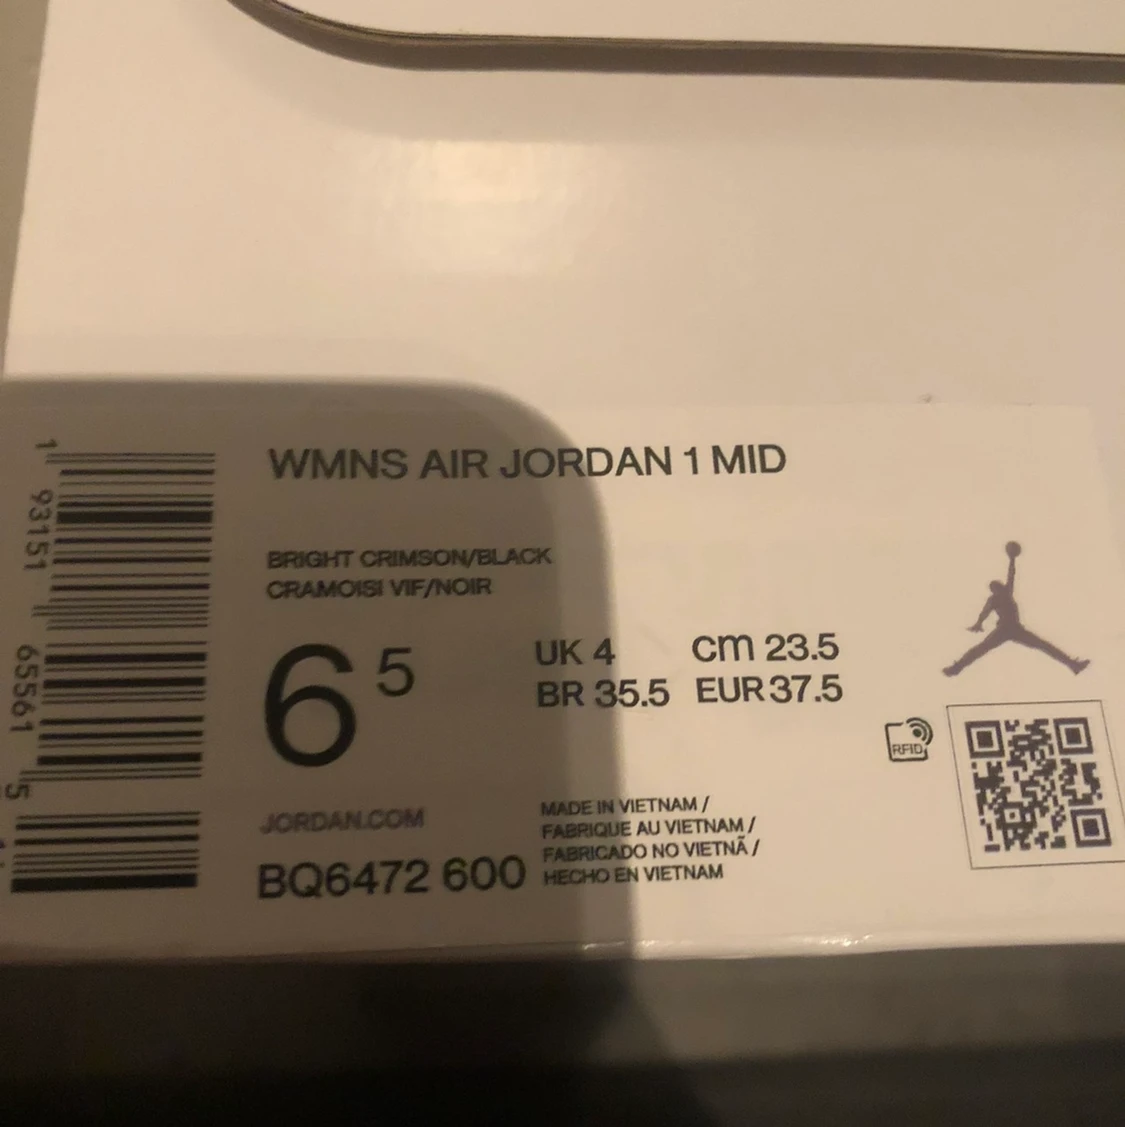 WMNS AIR JORDAN 1 MID
BRIGHT CRIMSON/BLACK
CRAMOISI VIF/NOIR
6 5
UK 4 cm 23.5
BR 35.5 EUR 37.5
RFID
JORDAN.COM
BQ6472 600
MADE IN VIETNAM /
FABRIQUE AU VIETNAM /
FABRICADO NO VIETNÃ /
HECHO EN VIETNAM
1 93151 65561 5